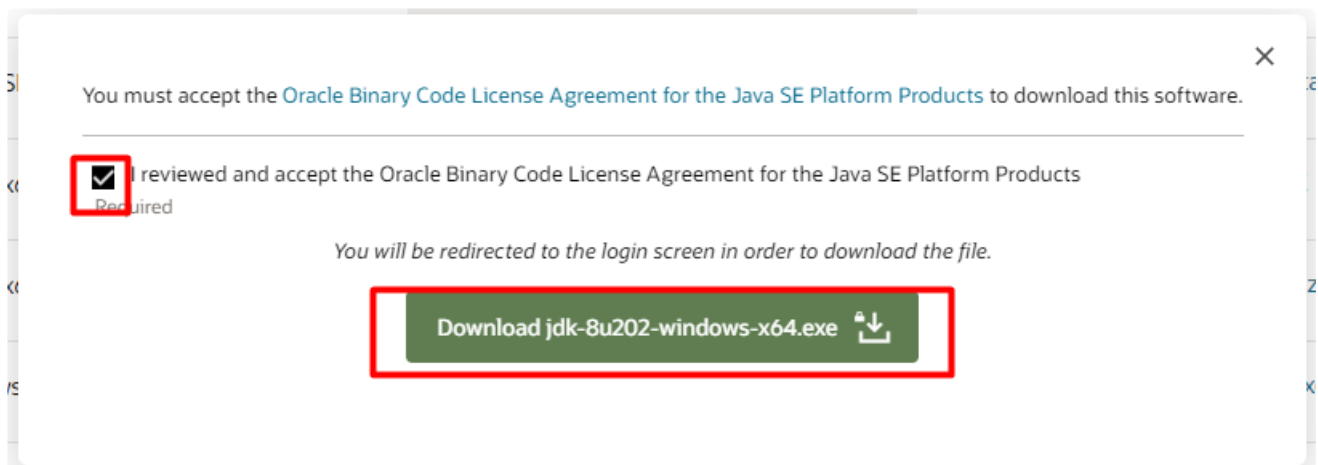 You must accept the Oracle Binary Code License Agreement for the Java SE Platform Products to download this software.
I reviewed and accept the Oracle Binary Code License Agreement for the Java SE Platform Products
Required
You will be redirected to the login screen in order to download the file.
Download jdk-8u202-windows-x64.exe